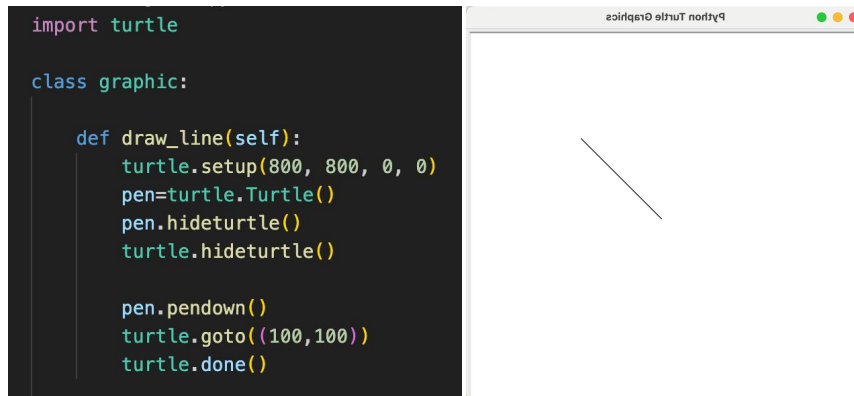 import turtle
class graphic:
def draw_line(self):
turtle.setup(800, 800, 0, 0)
pen=turtle.Turtle()
pen.hideturtle()
turtle.hideturtle()
pen.pendown()
turtle.goto((100,100))
turtle.done()
Python Turtle Graphics